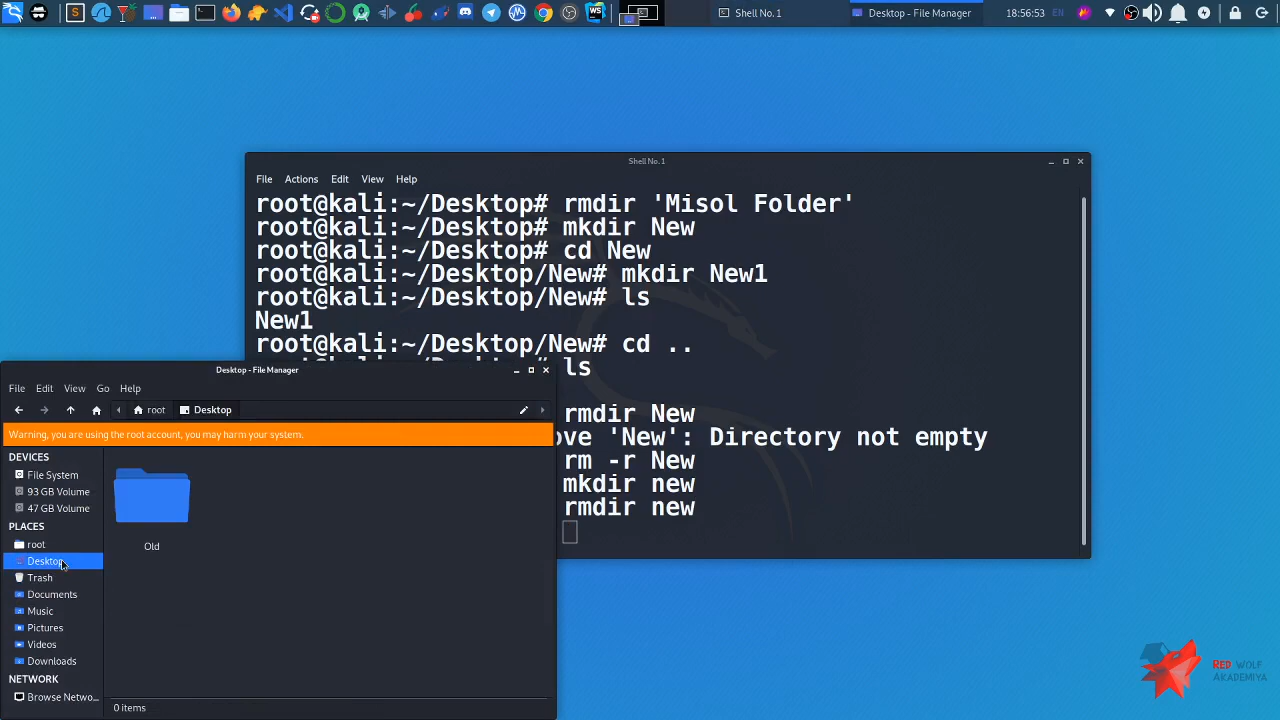 Shell No. 1
Desktop - File Manager
18:56:53
EN
Shell No. 1
File Actions Edit View Help
root@kali:~/Desktop# rmdir 'Misol Folder'
root@kali:~/Desktop# mkdir New
root@kali:~/Desktop# cd New
root@kali:~/Desktop/New# mkdir New1
root@kali:~/Desktop/New# ls
New1
root@kali:~/Desktop/New# cd ..
ls
rmdir New
ove 'New': Directory not empty
rm -r New
mkdir new
rmdir new
Desktop - File Manager
File Edit View Go Help
root Desktop
Warning, you are using the root account, you may harm your system.
DEVICES
File System
93 GB Volume
47 GB Volume
PLACES
root
Desktop
Trash
Documents
Music
Pictures
Videos
Downloads
NETWORK
Browse Netwo...
Old
0 items
RED WOLF
AKADEMIYA